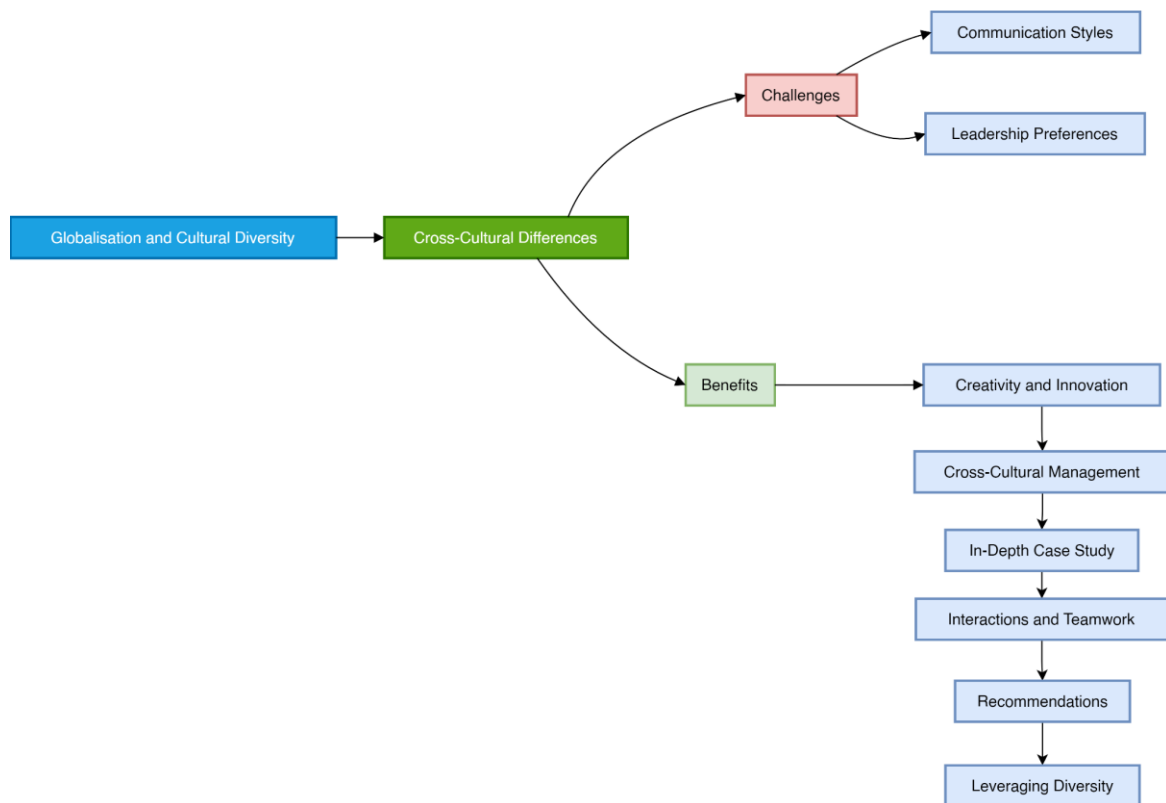 Communication Styles
Challenges
Leadership Preferences
Globalisation and Cultural Diversity
Cross-Cultural Differences
Benefits
Creativity and Innovation
Cross-Cultural Management
In-Depth Case Study
Interactions and Teamwork
Recommendations
Leveraging Diversity